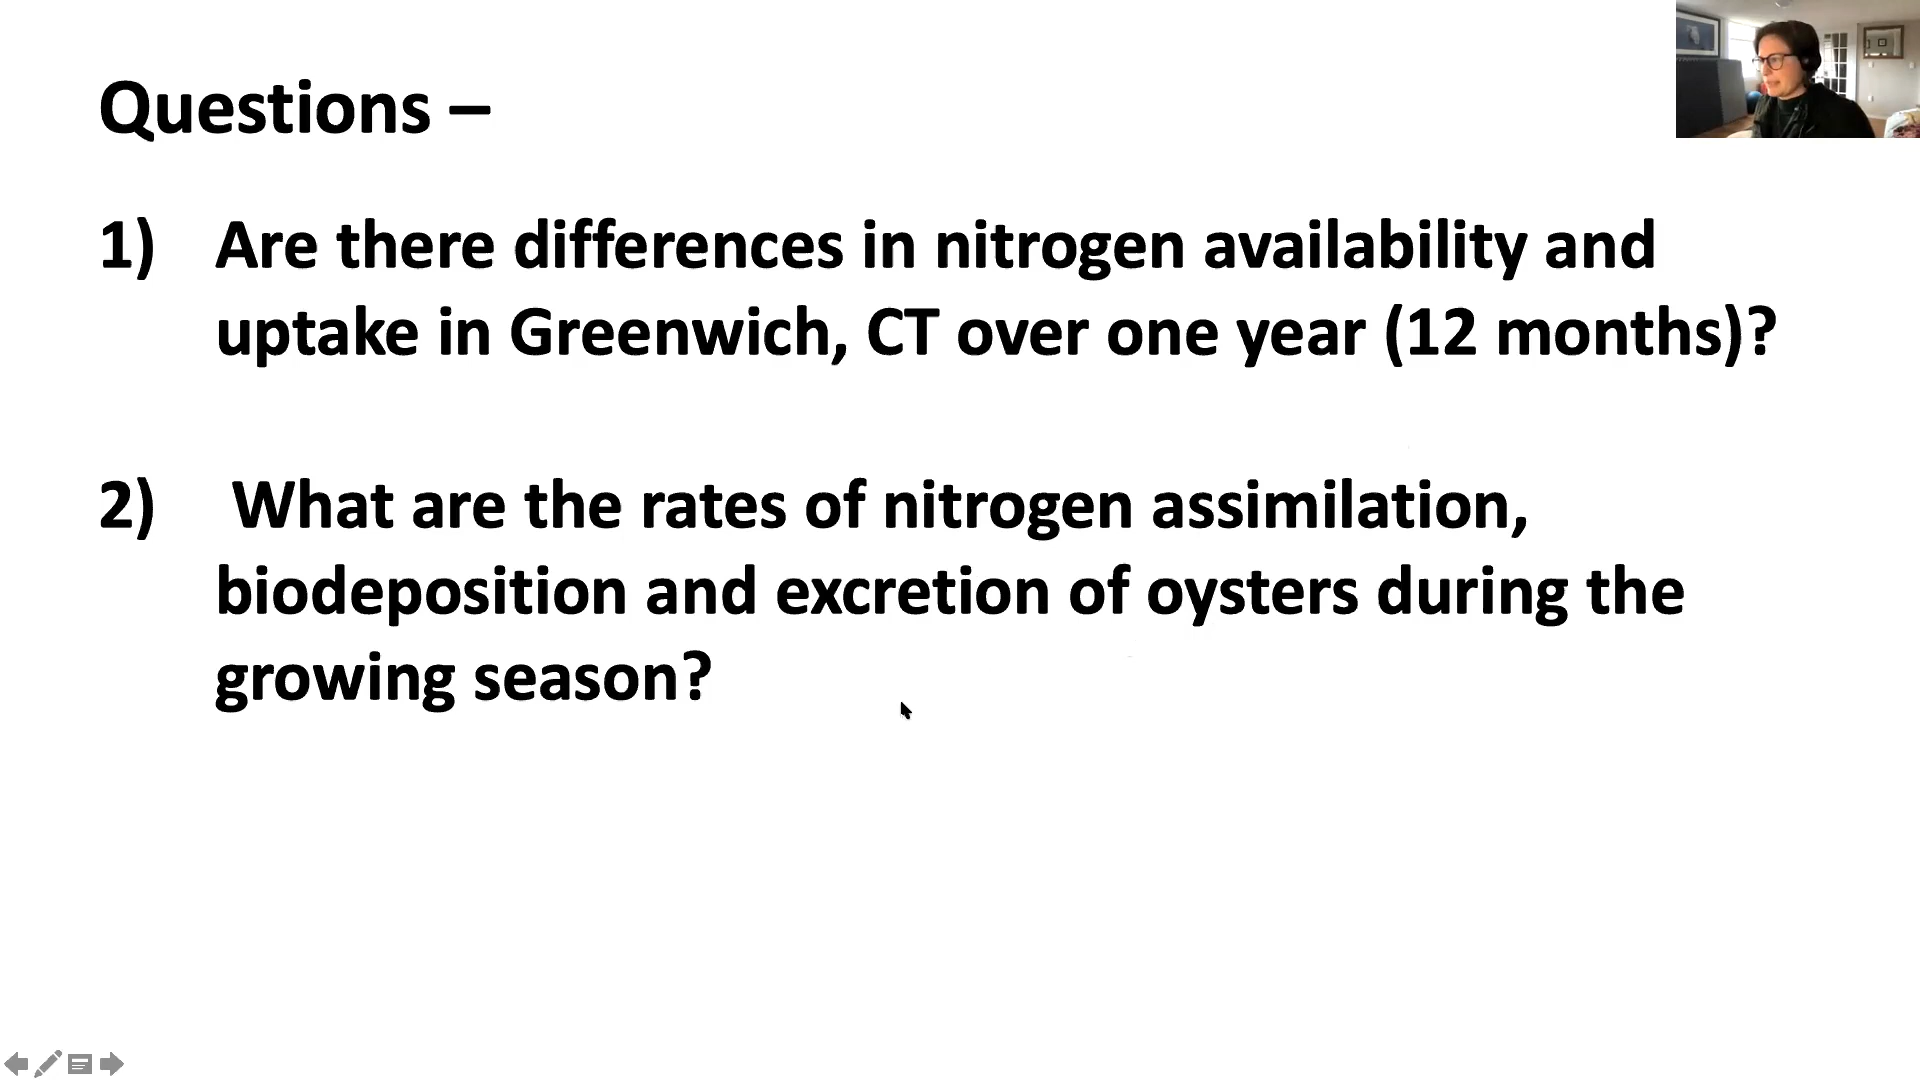 Questions –
1) Are there differences in nitrogen availability and
uptake in Greenwich, CT over one year (12 months)?
2) What are the rates of nitrogen assimilation,
biodeposition and excretion of oysters during the
growing season?